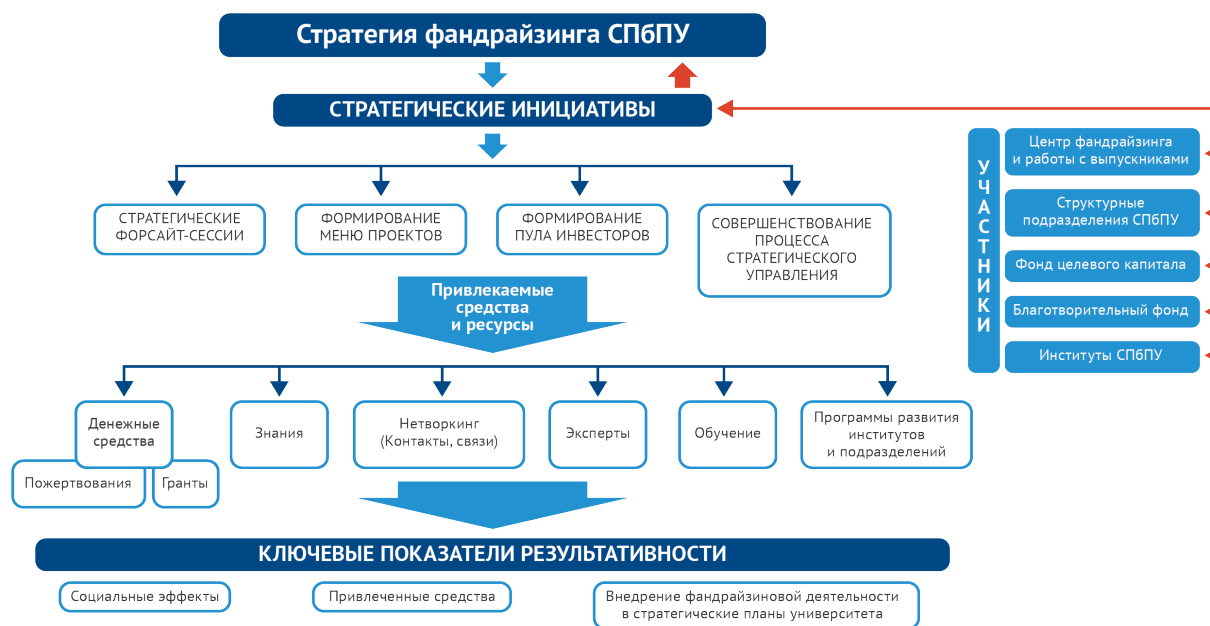 Стратегия фандрайзинга СПбПУ
СТРАТЕГИЧЕСКИЕ ИНИЦИАТИВЫ
СТРАТЕГИЧЕСКИЕ
ФОРСАЙТ-СЕССИИ
ФОРМИРОВАНИЕ
МЕНЮ ПРОЕКТОВ
ФОРМИРОВАНИЕ
ПУЛА ИНВЕСТОРОВ
СОВЕРШЕНСТВОВАНИЕ
ПРОЦЕССА
СТРАТЕГИЧЕСКОГО
УПРАВЛЕНИЯ
УЧАСТНИКИ
Центр фандрайзинга
и работы с выпускниками
Структурные
подразделения СПбПУ
Фонд целевого капитала
Благотворительный фонд
Институты СПбПУ
Привлекаемые
средства
и ресурсы
Денежные
средства
Пожертвования
Гранты
Знания
Нетворкинг
(Контакты, связи)
Эксперты
Обучение
Программы развития
институтов
и подразделений
КЛЮЧЕВЫЕ ПОКАЗАТЕЛИ РЕЗУЛЬТАТИВНОСТИ
Социальные эффекты
Привлеченные средства
Внедрение фандрайзиновой деятельности
в стратегические планы университета